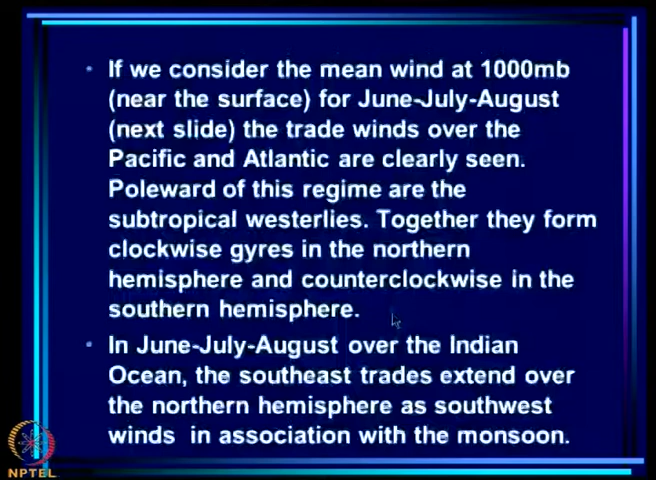 • If we consider the mean wind at 1000mb
(near the surface) for June-July-August
(next slide) the trade winds over the
Pacific and Atlantic are clearly seen.
Poleward of this regime are the
subtropical westerlies. Together they form
clockwise gyres in the northern
hemisphere and counterclockwise in the
southern hemisphere.
• In June-July-August over the Indian
Ocean, the southeast trades extend over
the northern hemisphere as southwest
winds in association with the monsoon.
NPTEL